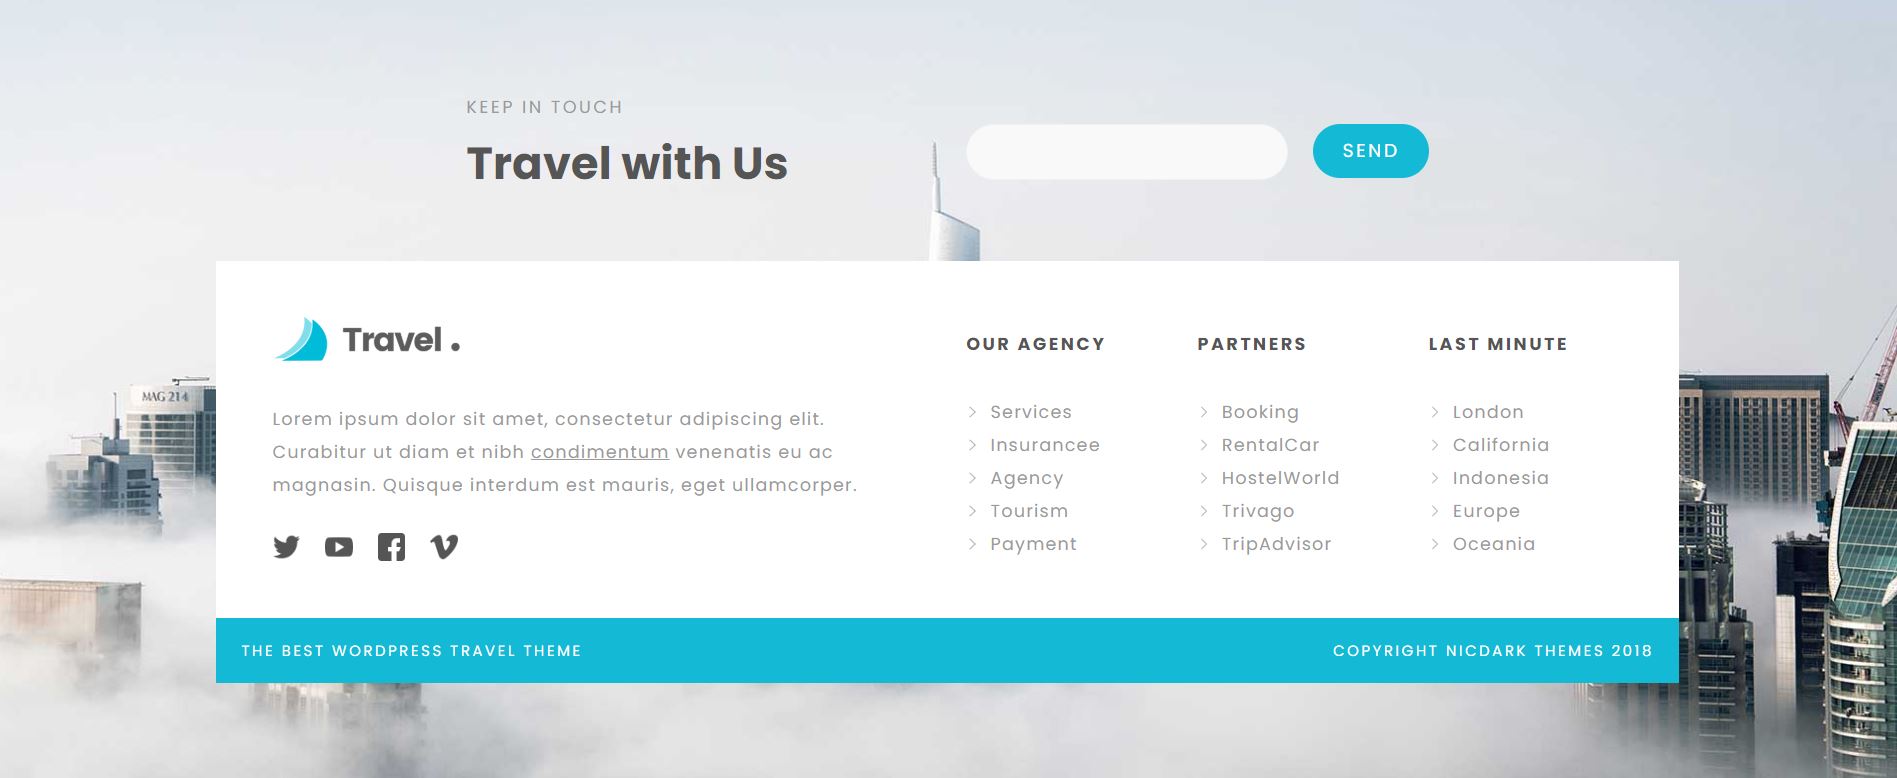 KEEP IN TOUCH
Travel with Us
SEND
Travel .
Lorem ipsum dolor sit amet, consectetur adipiscing elit.
Curabitur ut diam et nibh condimentum venenatis eu ac
magnasin. Quisque interdum est mauris, eget ullamcorper.
OUR AGENCY
Services
Insurancee
Agency
Tourism
Payment
PARTNERS
Booking
RentalCar
HostelWorld
Trivago
TripAdvisor
LAST MINUTE
London
California
Indonesia
Europe
Oceania
MAG 214
THE BEST WORDPRESS TRAVEL THEME
COPYRIGHT NICDARK THEMES 2018